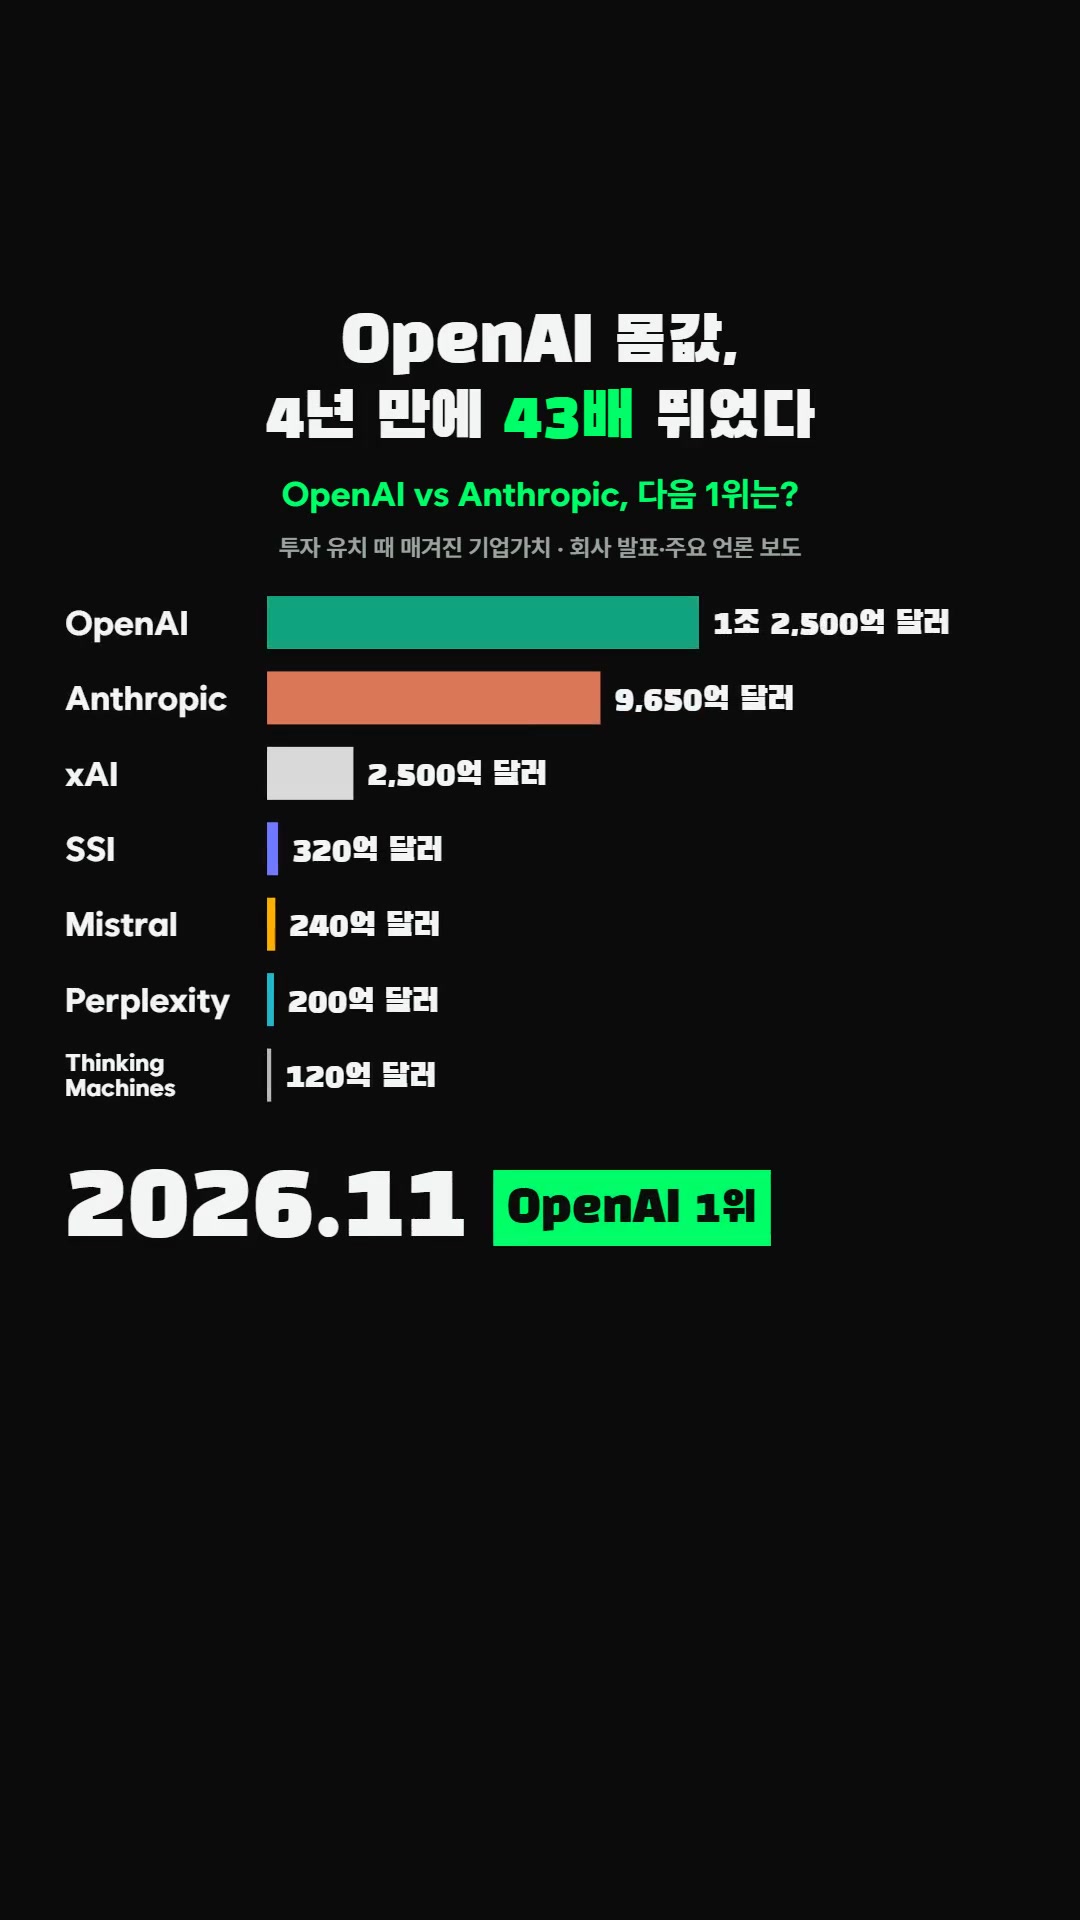 OpenAI 몸값,
4년 만에 43배 뛰었다
OpenAI vs Anthropic, 다음 1위는?
투자 유치 때 매겨진 기업가치 · 회사 발표·주요 언론 보도
OpenAI 1조 2,500억 달러
Anthropic 9,650억 달러
xAI 2,500억 달러
SSI 320억 달러
Mistral 240억 달러
Perplexity 200억 달러
Thinking
Machines 120억 달러
2026.11 OpenAI 1위